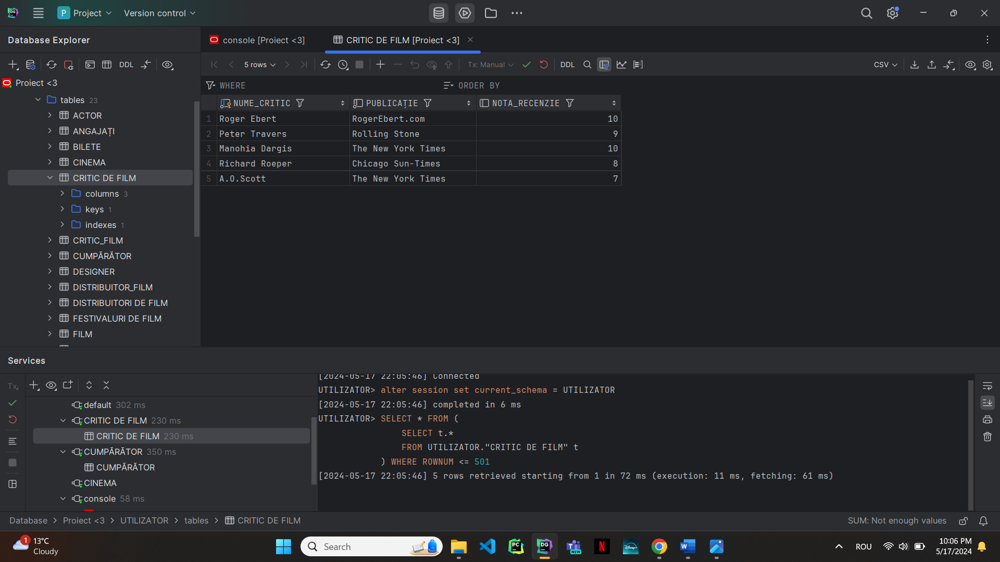 DG P Project Version control
Database Explorer
DDL
Proiect <3
tables 23
ACTOR
ANGAJAȚI
BILETE
CINEMA
CRITIC DE FILM
columns 3
keys 1
indexes 1
CRITIC_FILM
CUMPĂRĂTOR
DESIGNER
DISTRIBUITOR_FILM
DISTRIBUITORI DE FILM
FESTIVALURI DE FILM
FILM
console [Proiect <3] CRITIC DE FILM [Proiect <3]
5 rows Tx: Manual DDL CSV
WHERE ORDER BY
NUME_CRITIC PUBLICAȚIE NOTA_RECENZIE
1 Roger Ebert RogerEbert.com 10
2 Peter Travers Rolling Stone 9
3 Manohia Dargis The New York Times 10
4 Richard Roeper Chicago Sun-Times 8
5 A.O.Scott The New York Times 7
Services
Tx
default 302 ms
CRITIC DE FILM 230 ms
CRITIC DE FILM 230 ms
CUMPĂRĂTOR 350 ms
CUMPĂRĂTOR
CINEMA
console 58 ms
[2024-05-17 22:05:46] Connected
UTILIZATOR> alter session set current_schema = UTILIZATOR
[2024-05-17 22:05:46] completed in 6 ms
UTILIZATOR> SELECT * FROM (
SELECT t.*
FROM UTILIZATOR."CRITIC DE FILM" t
) WHERE ROWNUM <= 501
[2024-05-17 22:05:46] 5 rows retrieved starting from 1 in 72 ms (execution: 11 ms, fetching: 61 ms)
Database > Proiect <3 > UTILIZATOR > tables > CRITIC DE FILM SUM: Not enough values
1 13°C
Cloudy
Search
PC DG T NEW N Disney+ W
ROU
10:06 PM
5/17/2024